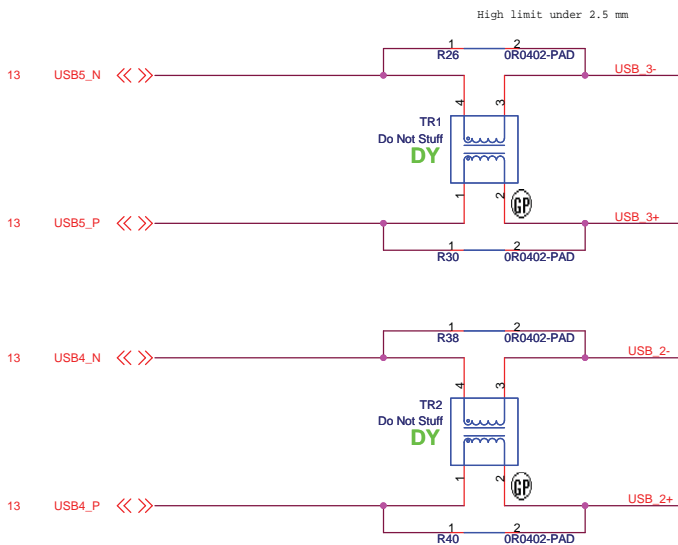 High limit under 2.5 mm
1 2
R26 0R0402-PAD
13 USB5_N USB_3-
4 3
TR1
Do Not Stuff
DY
1 2 GP
13 USB5_P USB_3+
1 2
R30 0R0402-PAD
1 2
R38 0R0402-PAD
13 USB4_N USB_2-
4 3
TR2
Do Not Stuff
DY
1 2 GP
13 USB4_P USB_2+
1 2
R40 0R0402-PAD